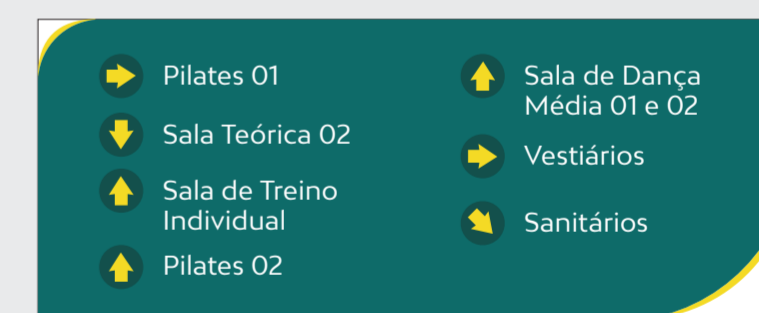 Pilates 01
Sala Teórica 02
Sala de Treino
Individual
Pilates 02
Sala de Dança
Média 01 e 02
Vestiários
Sanitários